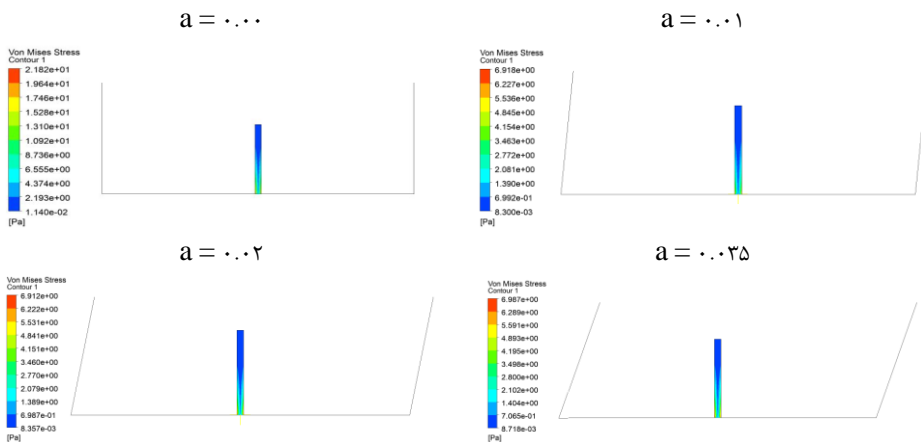 a = ۰.۰۰
Von Mises Stress
Contour 1
2.182e+01
1.964e+01
1.746e+01
1.528e+01
1.310e+01
1.092e+01
8.736e+00
6.555e+00
4.374e+00
2.193e+00
1.140e-02
[Pa]
a = ۰.۰۱
Von Mises Stress
Contour 1
6.918e+00
6.227e+00
5.536e+00
4.845e+00
4.154e+00
3.463e+00
2.772e+00
2.081e+00
1.390e+00
6.992e-01
8.300e-03
[Pa]
a = ۰.۰۲
Von Mises Stress
Contour 1
6.912e+00
6.222e+00
5.531e+00
4.841e+00
4.151e+00
3.460e+00
2.770e+00
2.079e+00
1.389e+00
6.987e-01
8.357e-03
[Pa]
a = ۰.۰۳۵
Von Mises Stress
Contour 1
6.987e+00
6.289e+00
5.591e+00
4.893e+00
4.195e+00
3.498e+00
2.800e+00
2.102e+00
1.404e+00
7.065e-01
8.718e-03
[Pa]